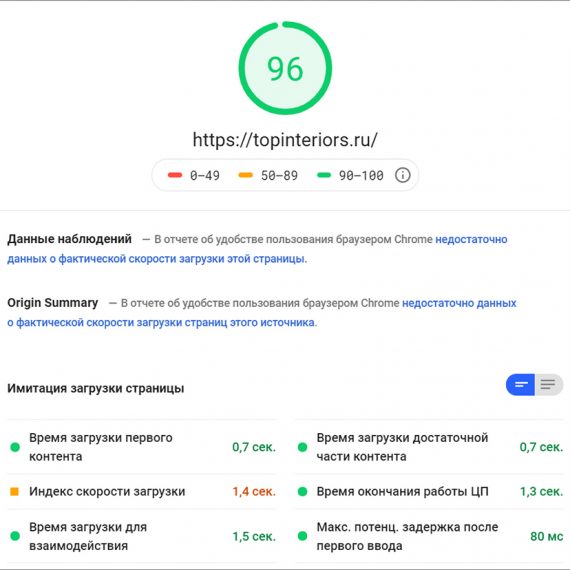 96
https://topinteriors.ru/
0–49 50–89 90–100
Данные наблюдений — В отчете об удобстве пользования браузером Chrome недостаточно
данных о фактической скорости загрузки этой страницы.
Origin Summary — В отчете об удобстве пользования браузером Chrome недостаточно данных
о фактической скорости загрузки страниц этого источника.
Имитация загрузки страницы
Время загрузки первого
контента 0,7 сек.
Время загрузки достаточной
части контента 0,7 сек.
Индекс скорости загрузки 1,4 сек.
Время окончания работы ЦП 1,3 сек.
Время загрузки для
взаимодействия 1,5 сек.
Макс. потенц. задержка после
первого ввода 80 мс